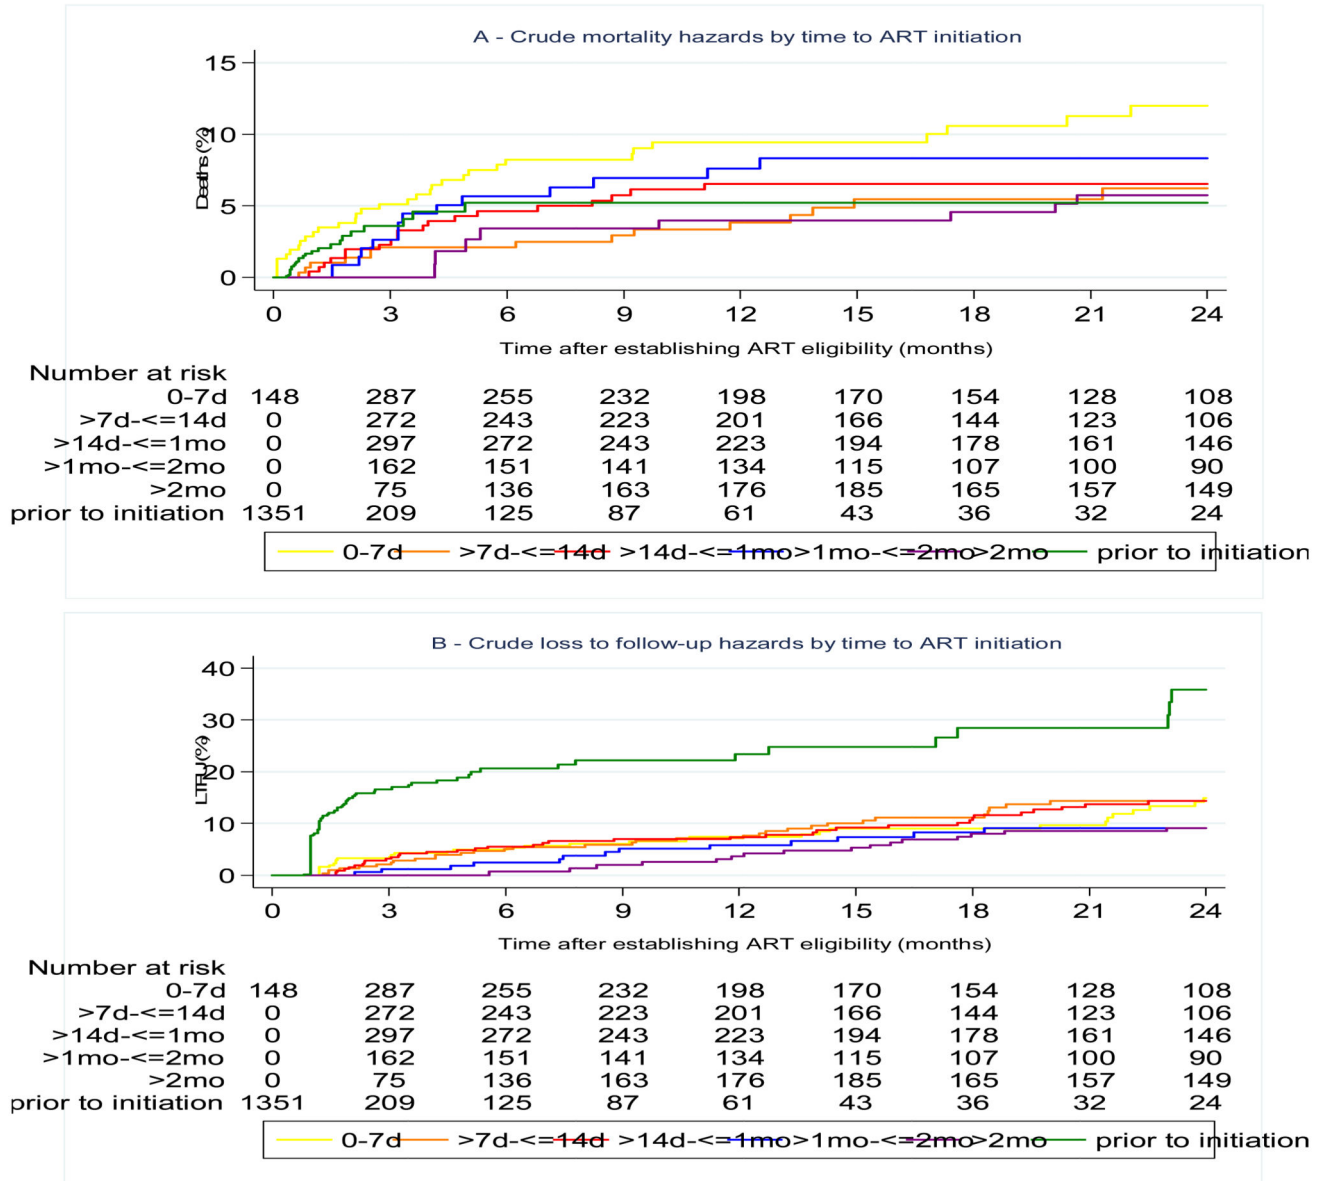 A - Crude mortality hazards by time to ART initiation
15
10
5
0
Deaths (%)
0 3 6 9 12 15 18 21 24
Time after establishing ART eligibility (months)
Number at risk
0-7d 148 287 255 232 198 170 154 128 108
>7d-<=14d 0 272 243 223 201 166 144 123 106
>14d-<=1mo 0 297 272 243 223 194 178 161 146
>1mo-<=2mo 0 162 151 141 134 115 107 100 90
>2mo 0 75 136 163 176 185 165 157 149
prior to initiation 1351 209 125 87 61 43 36 32 24
0-7d >7d-<=14d >14d-<=1mo >1mo-<=2mo >2mo prior to initiation
B - Crude loss to follow-up hazards by time to ART initiation
40
30
20
10
0
LTFU (%)
0 3 6 9 12 15 18 21 24
Time after establishing ART eligibility (months)
Number at risk
0-7d 148 287 255 232 198 170 154 128 108
>7d-<=14d 0 272 243 223 201 166 144 123 106
>14d-<=1mo 0 297 272 243 223 194 178 161 146
>1mo-<=2mo 0 162 151 141 134 115 107 100 90
>2mo 0 75 136 163 176 185 165 157 149
prior to initiation 1351 209 125 87 61 43 36 32 24
0-7d >7d-<=14d >14d-<=1mo >1mo-<=2mo >2mo prior to initiation